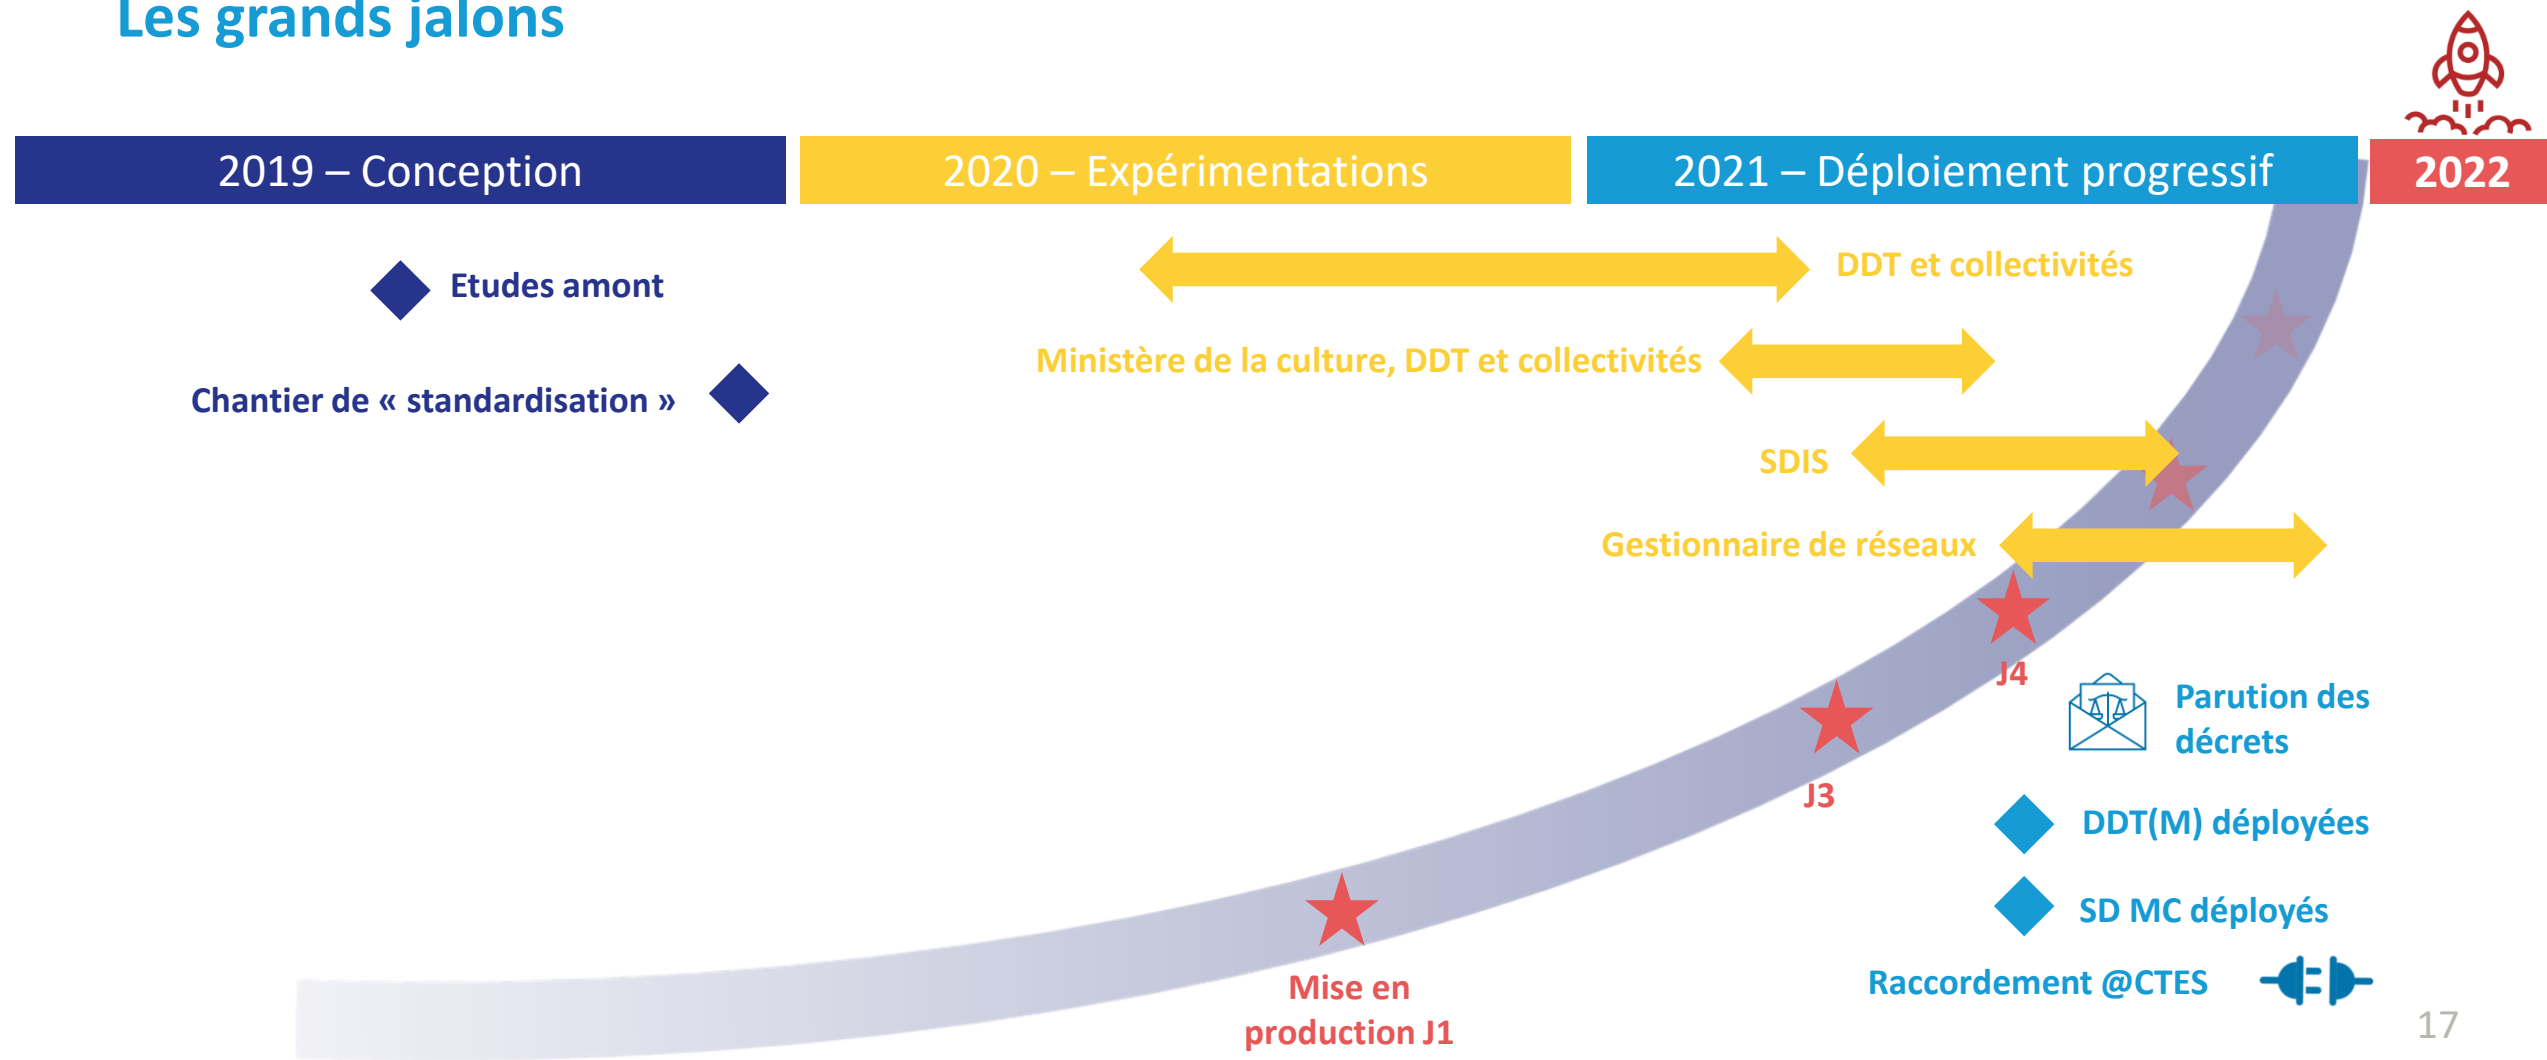 Les grands jalons
2019 – Conception
2020 – Expérimentations
2021 – Déploiement progressif
2022
Etudes amont
Chantier de « standardisation »
DDT et collectivités
Ministère de la culture, DDT et collectivités
SDIS
Gestionnaire de réseaux
J4
J3
Mise en
production J1
Parution des
décrets
DDT(M) déployées
SD MC déployés
Raccordement @CTES
17